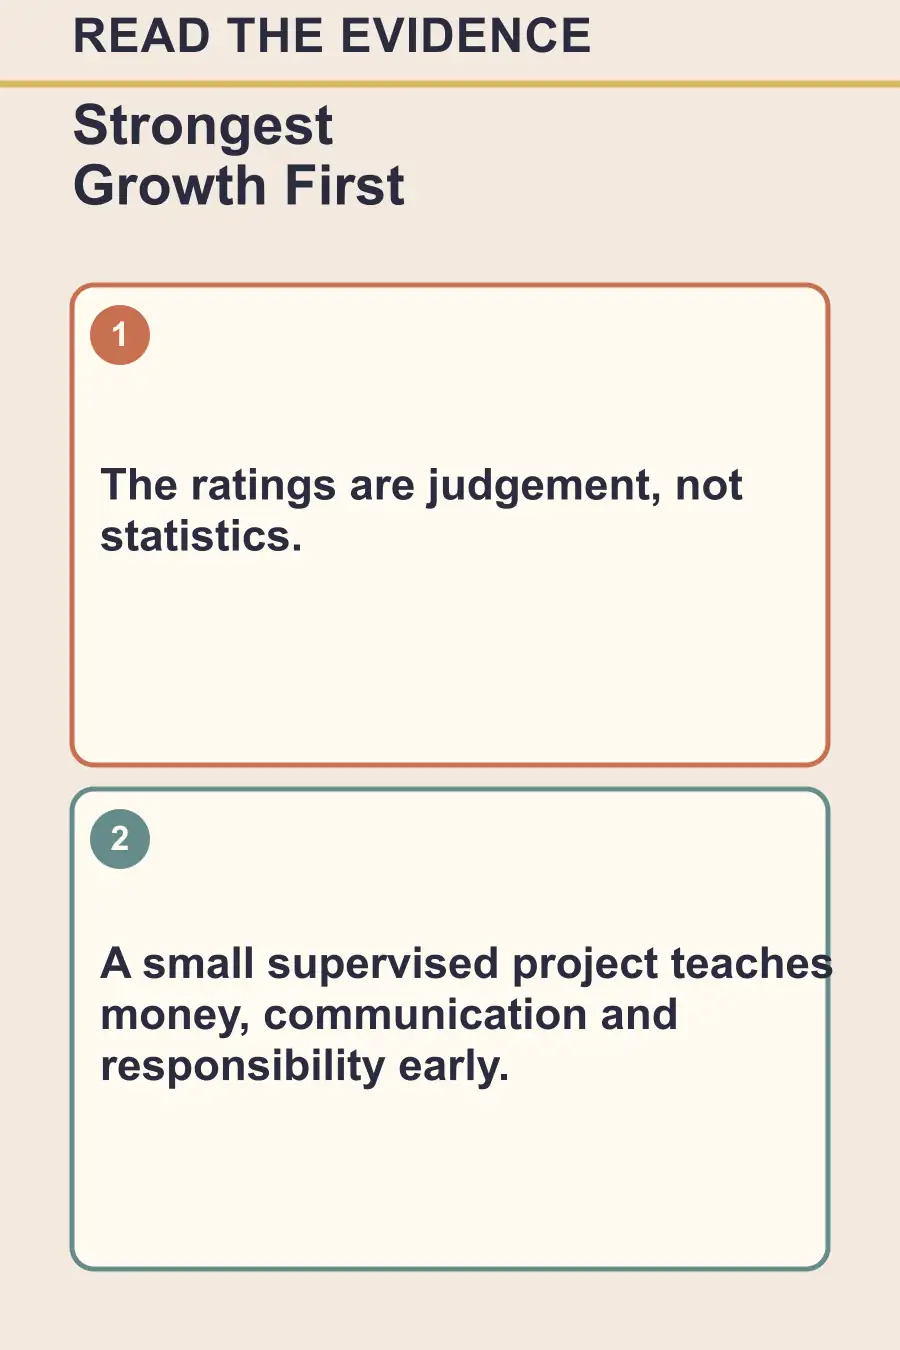 READ THE EVIDENCE
Strongest
Growth First
1
The ratings are judgement, not
statistics.
2
A small supervised project teaches
money, communication and
responsibility early.